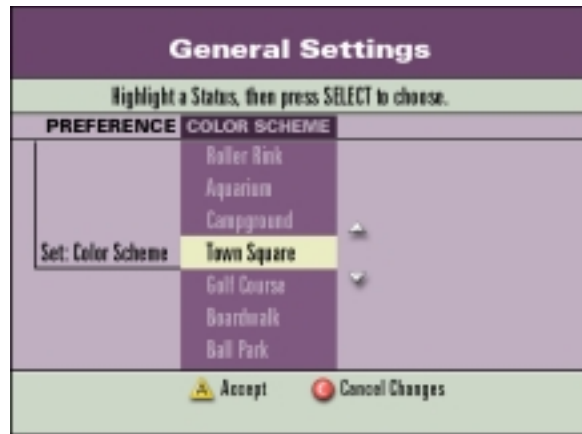 General Settings
Highlight a Status, then press SELECT to choose.
PREFERENCE COLOR SCHEME
Roller Rink
Aquarium
Campground
Set: Color Scheme Town Square
Golf Course
Boardwalk
Ball Park
A Accept C Cancel Changes